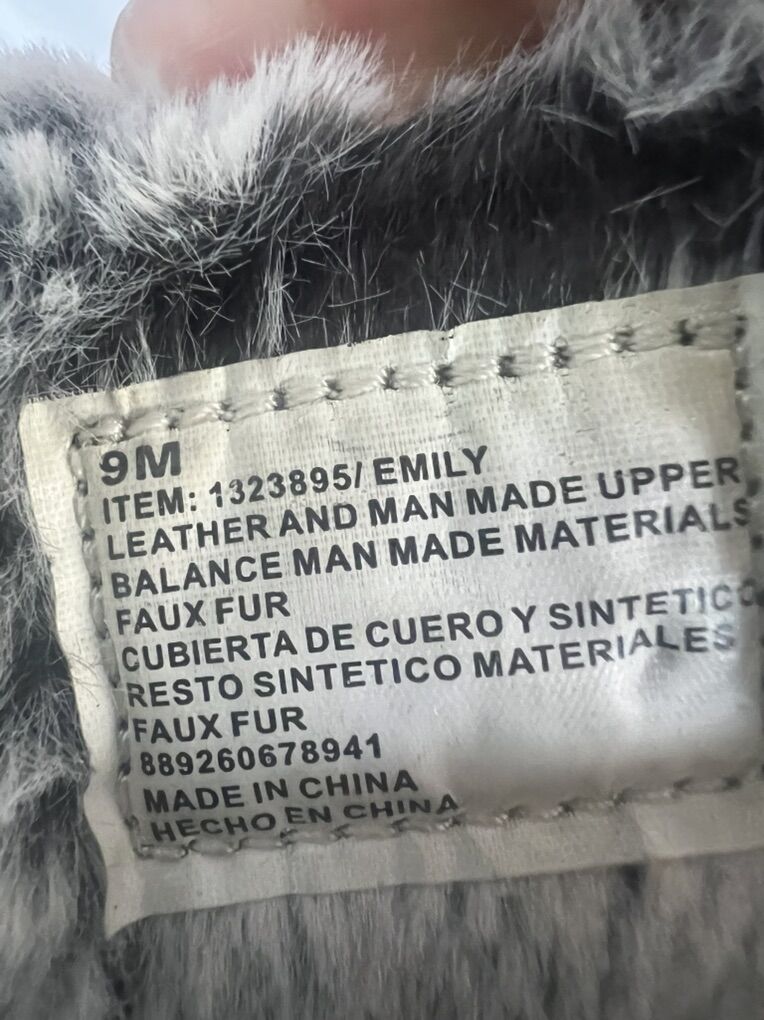 9M
ITEM: 1323895/ EMILY
LEATHER AND MAN MADE UPPER
BALANCE MAN MADE MATERIALS
FAUX FUR
CUBIERTA DE CUERO Y SINTETICO
RESTO SINTETICO MATERIALES
FAUX FUR
889260678941
MADE IN CHINA
HECHO EN CHINA